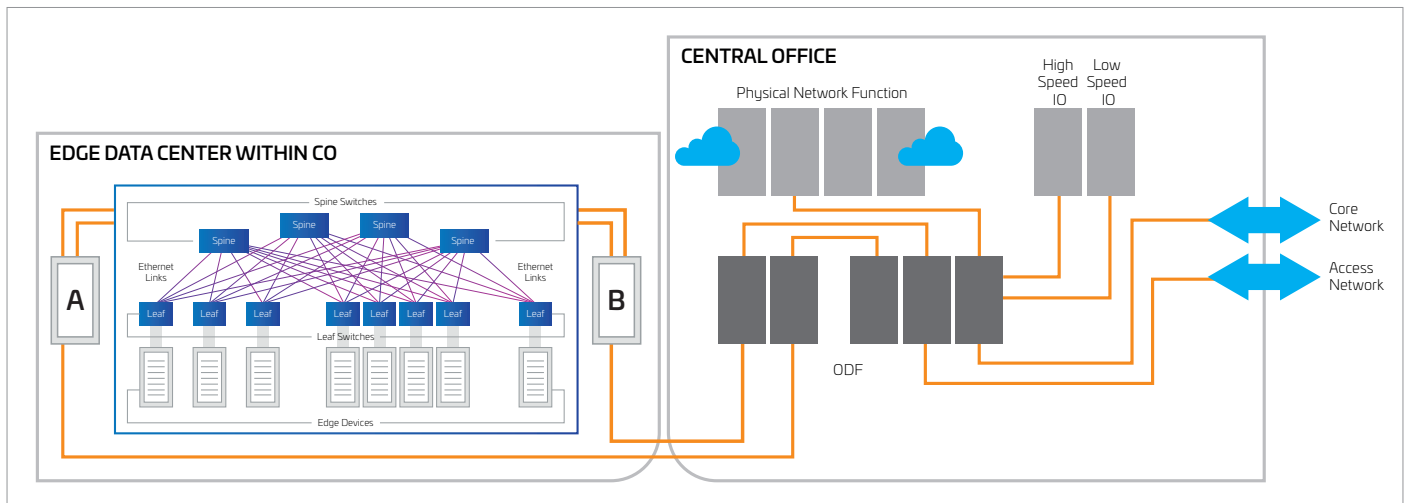 CENTRAL OFFICE
High
Speed
IO
Low
Speed
IO
Physical Network Function
EDGE DATA CENTER WITHIN CO
Spine Switches
Spine
Spine
Spine
Spine
Ethernet
Links
Ethernet
Links
A
B
Leaf
Leaf
Leaf
Leaf
Leaf
Leaf
Leaf
Leaf
Leaf Switches
Edge Devices
ODF
Core
Network
Access
Network